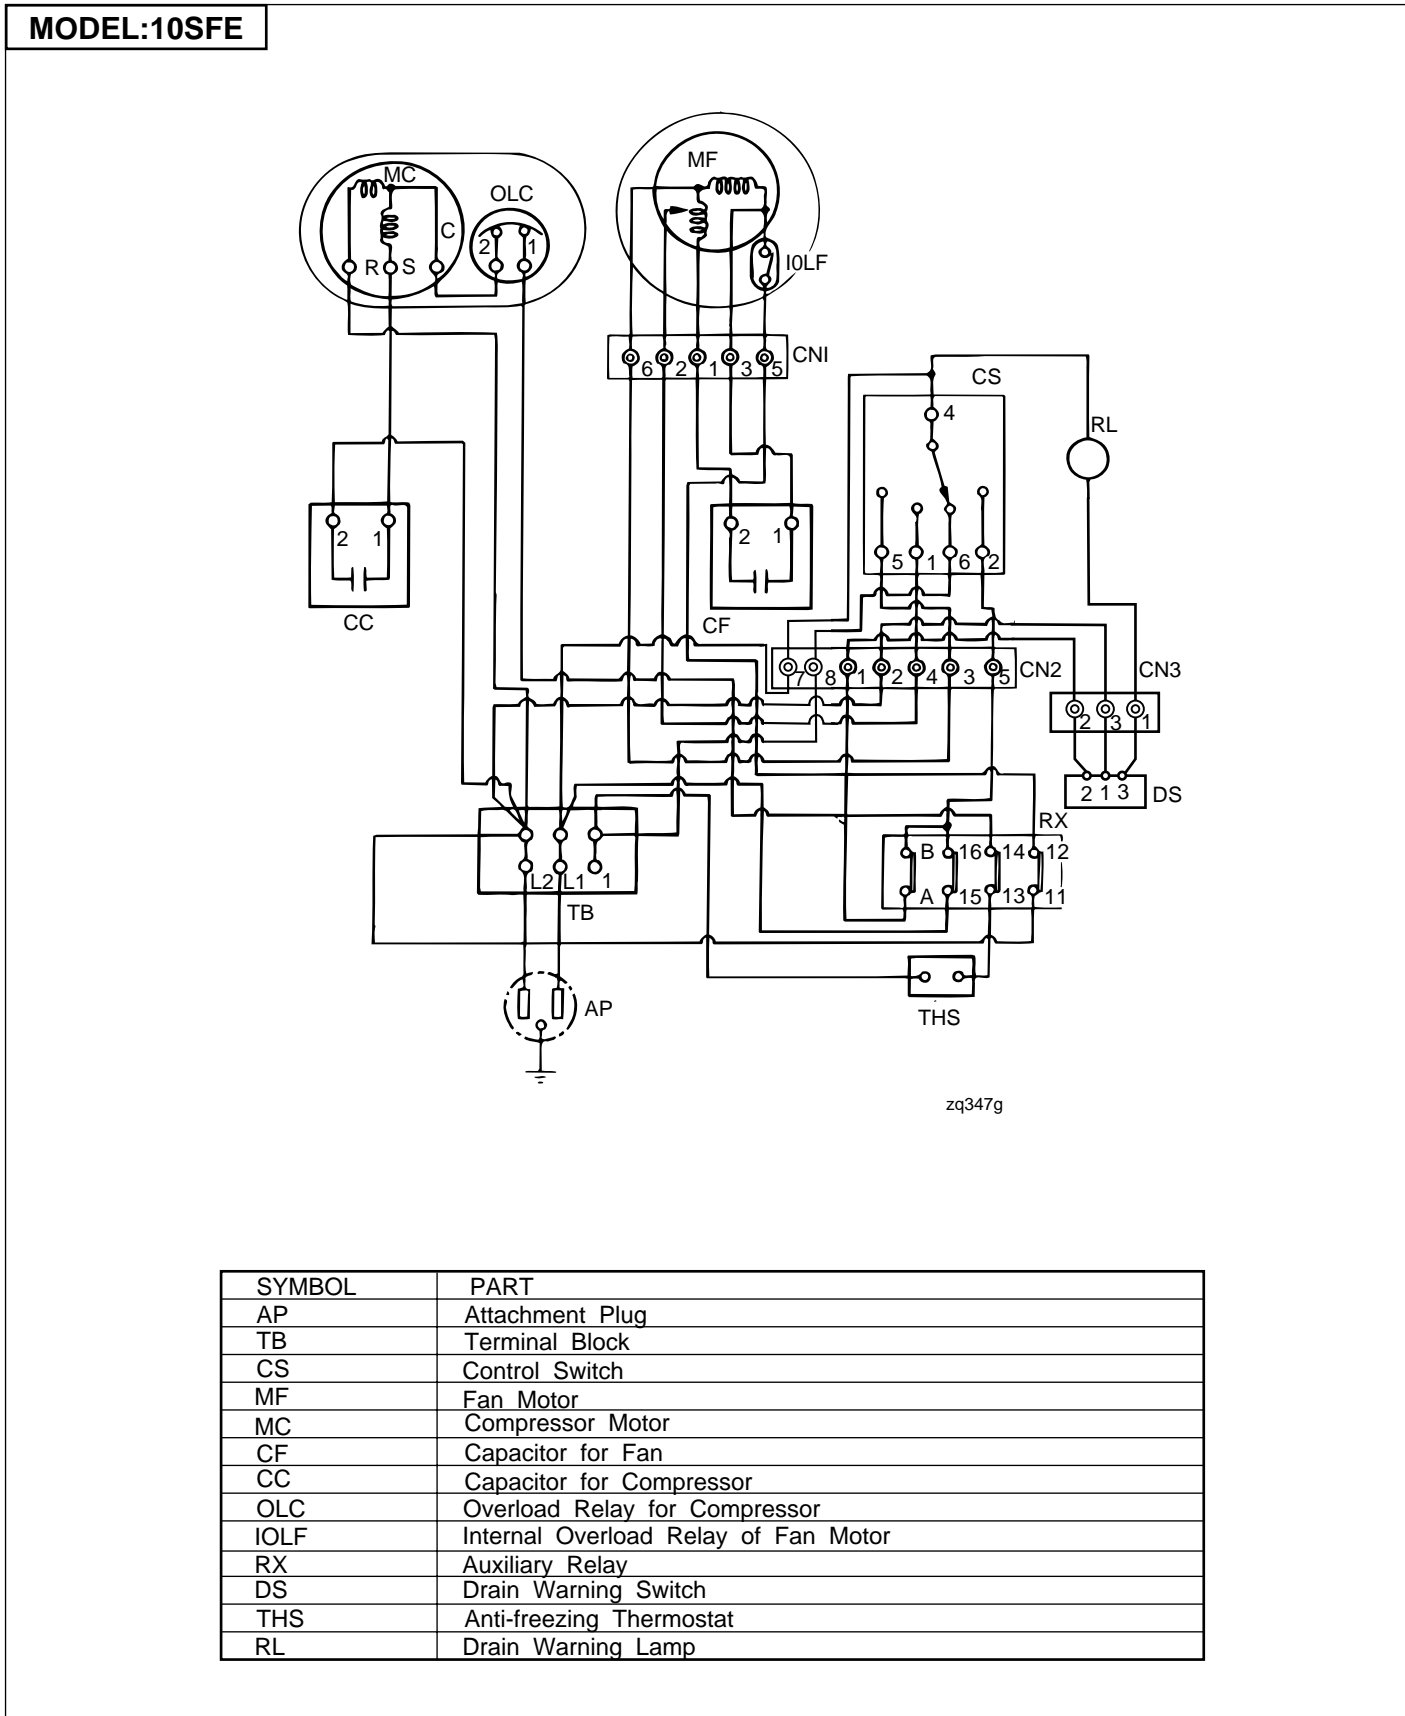 MODEL:10SFE
MF
MC
OLC
C
2 1
R S
I0LF
6 2 1 3 5
CNI
CS
4
RL
2 1
2 1
5 1 6 2
CC
CF
7 8 1 2 4 3 5
CN2
CN3
2 3 1
2 1 3
DS
RX
B 16 14 12
L2 L1 1
A 15 13 11
TB
AP
THS
zq347g
SYMBOL PART
AP Attachment Plug
TB Terminal Block
CS Control Switch
MF Fan Motor
MC Compressor Motor
CF Capacitor for Fan
CC Capacitor for Compressor
OLC Overload Relay for Compressor
IOLF Internal Overload Relay of Fan Motor
RX Auxiliary Relay
DS Drain Warning Switch
THS Anti-freezing Thermostat
RL Drain Warning Lamp